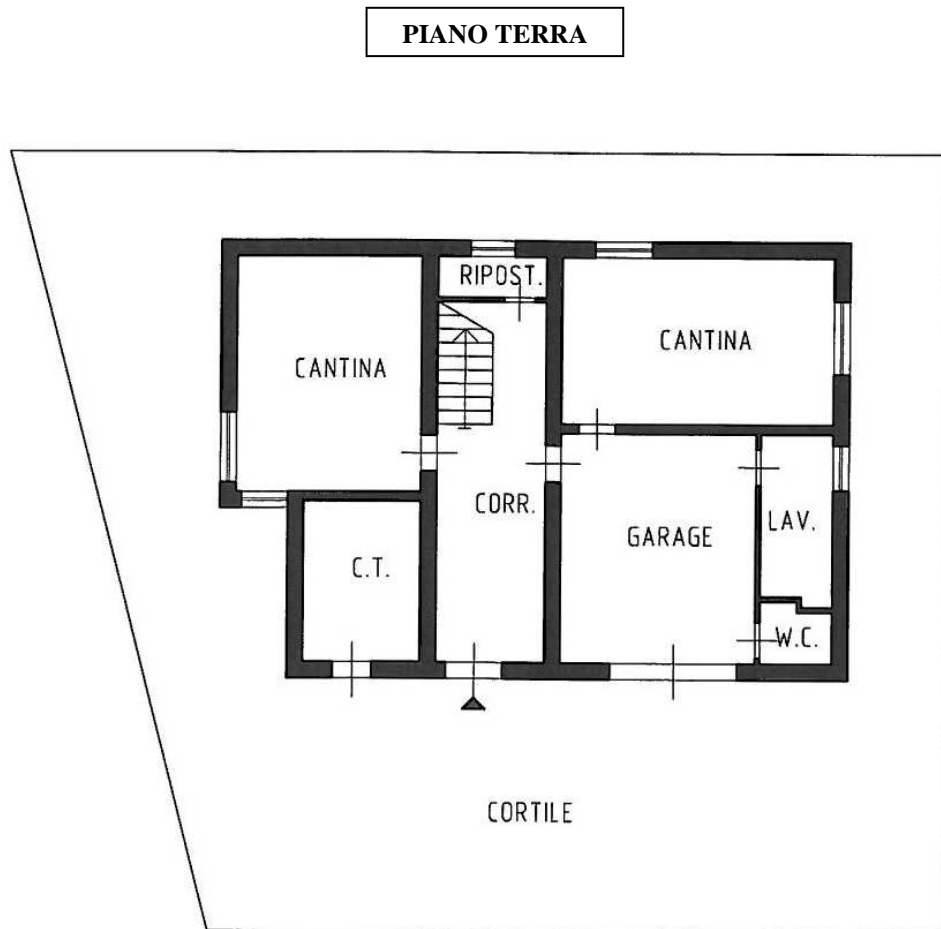 PIANO TERRA
RIPOST.
CANTINA
CANTINA
CORR.
GARAGE
LAV.
C.T.
W.C.
CORTILE